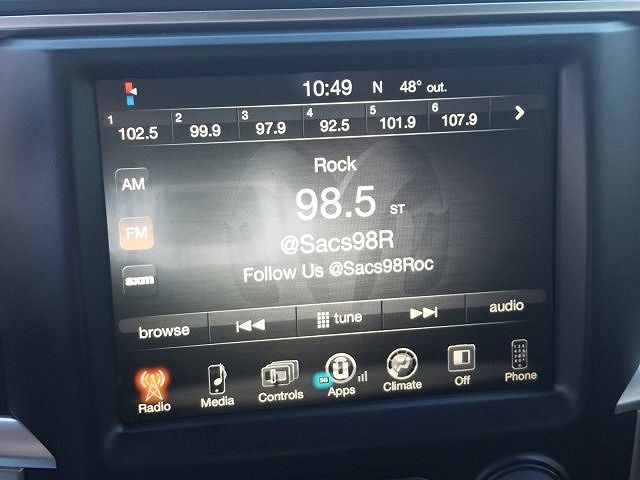 10:49 N 48° out.
1 102.5 2 99.9 3 97.9 4 92.5 5 101.9 6 107.9
Rock
AM
98.5 ST
FM
@Sacs98R
Follow Us @Sacs98Roc
sxm
browse tune audio
Radio Media Controls 3G U Apps Climate Off Phone